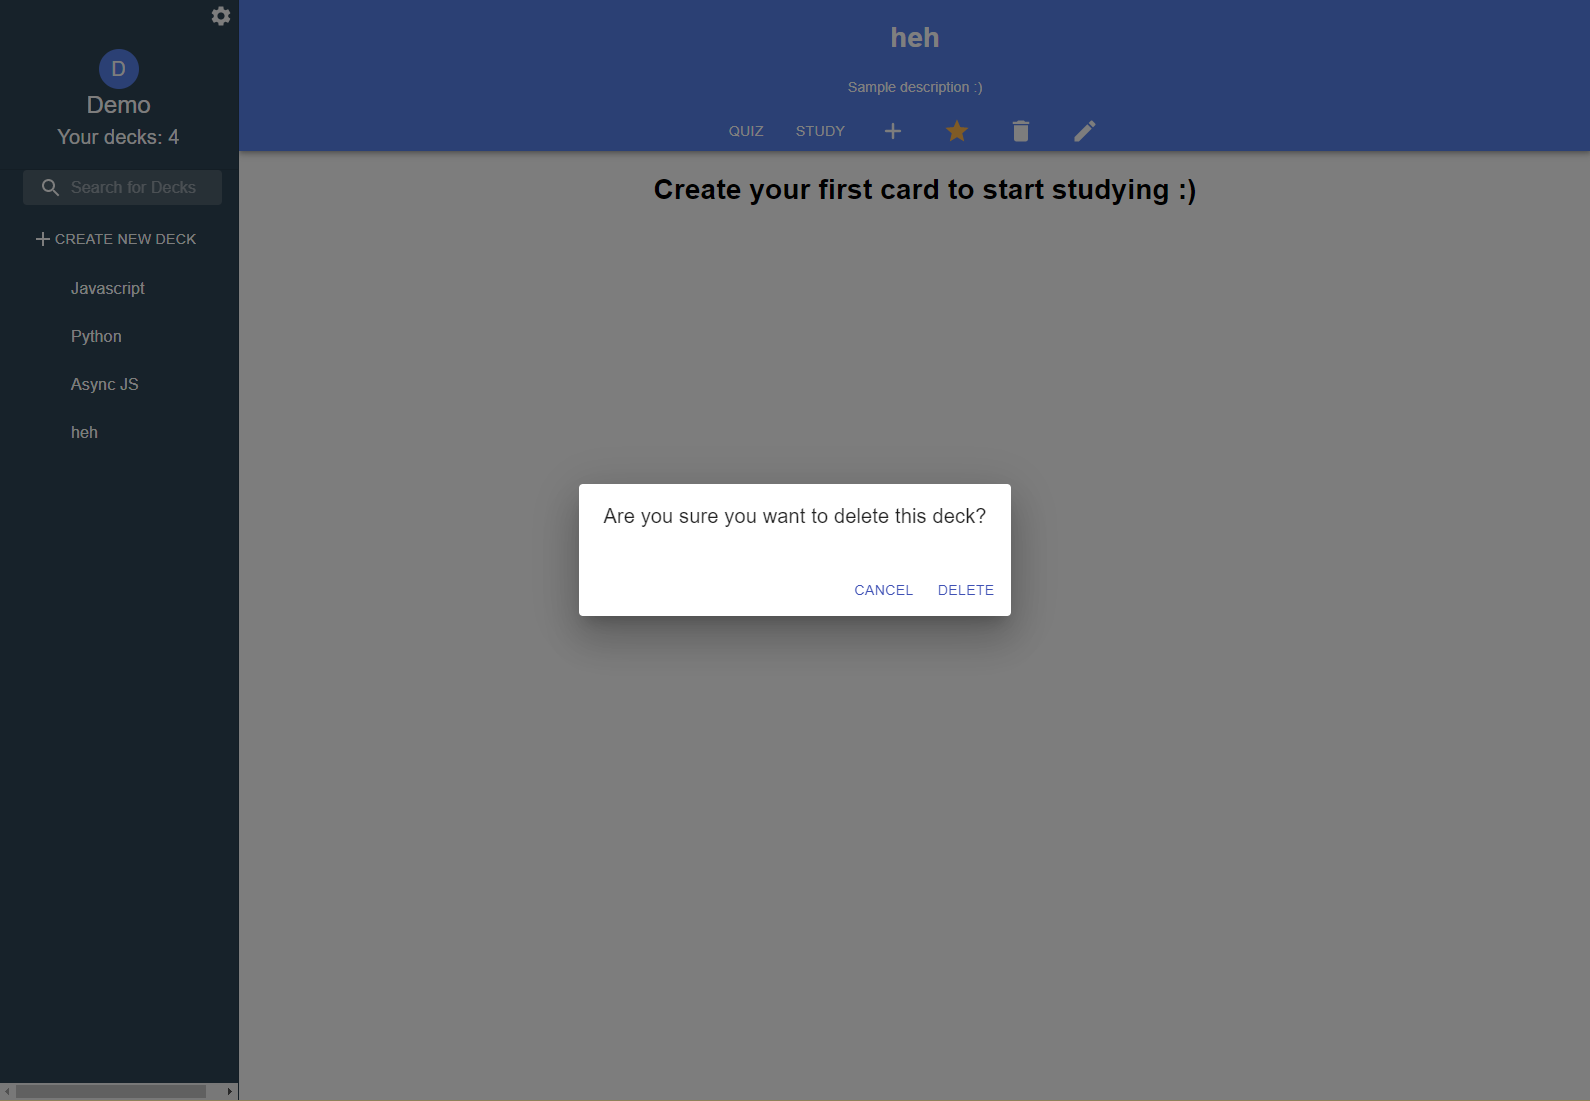 D
Demo
Your decks: 4
Search for Decks
CREATE NEW DECK
Javascript
Python
Async JS
heh
heh
Sample description :)
QUIZ STUDY
Create your first card to start studying :)
Are you sure you want to delete this deck?
CANCEL DELETE